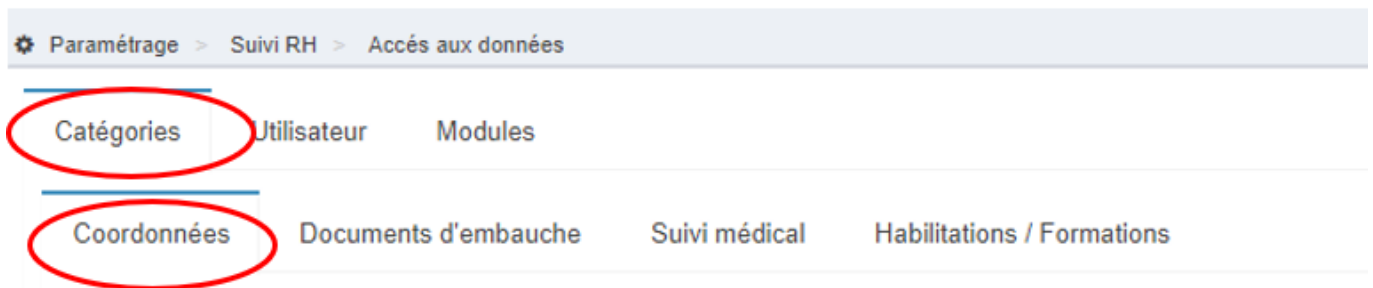 Paramétrage > Suivi RH > Accés aux données
Catégories Utilisateur Modules
Coordonnées Documents d'embauche Suivi médical Habilitations / Formations